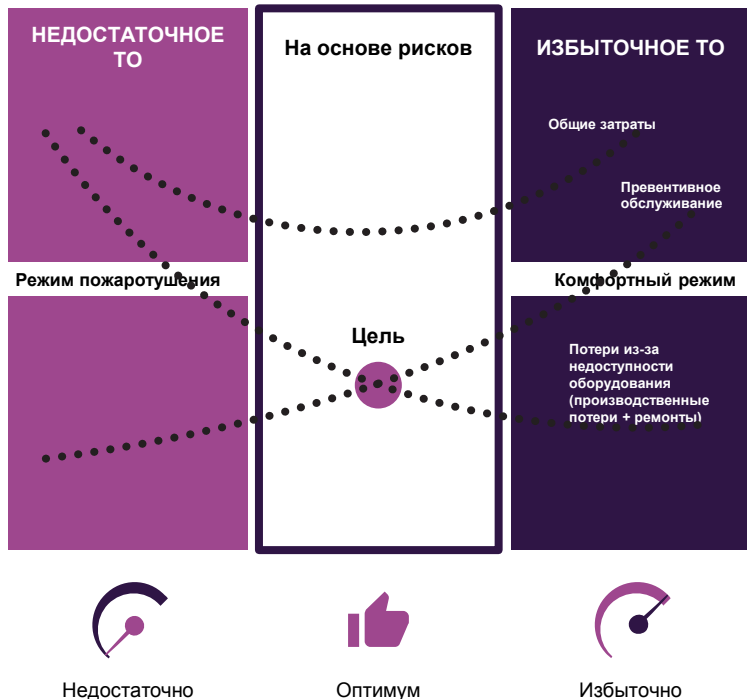 НЕДОСТАТОЧНОЕ
ТО
На основе рисков
ИЗБЫТОЧНОЕ ТО
Общие затраты
Превентивное
обслуживание
Режим пожаротушения
Комфортный режим
Цель
Потери из-за
недоступности
оборудования
(производственные
потери + ремонты)
Недостаточно
Оптимум
Избыточно